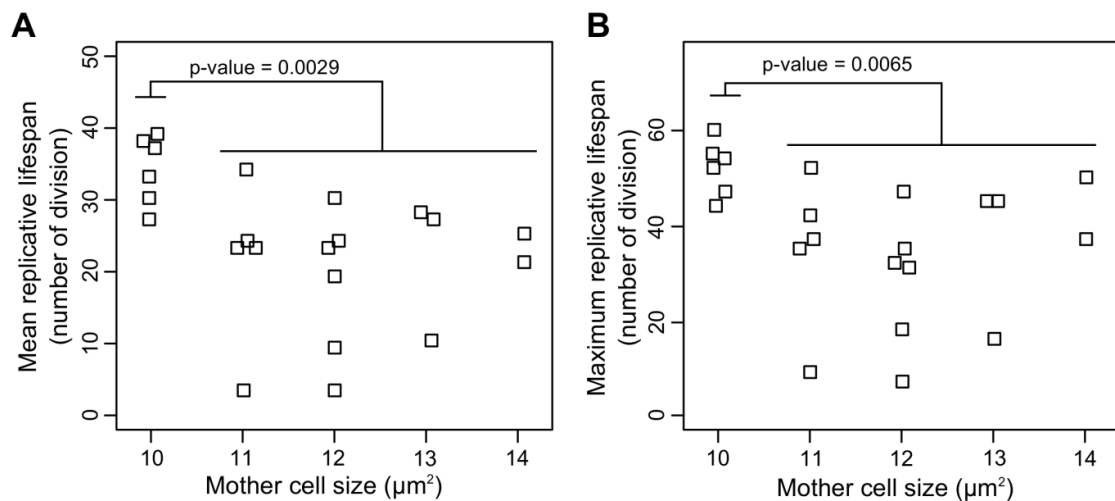 A
Mean replicative lifespan
(number of division)
50
40
30
20
10
0
p-value = 0.0029
10 11 12 13 14
Mother cell size (µm²)
B
Maximum replicative lifespan
(number of division)
60
40
20
0
p-value = 0.0065
10 11 12 13 14
Mother cell size (µm²)